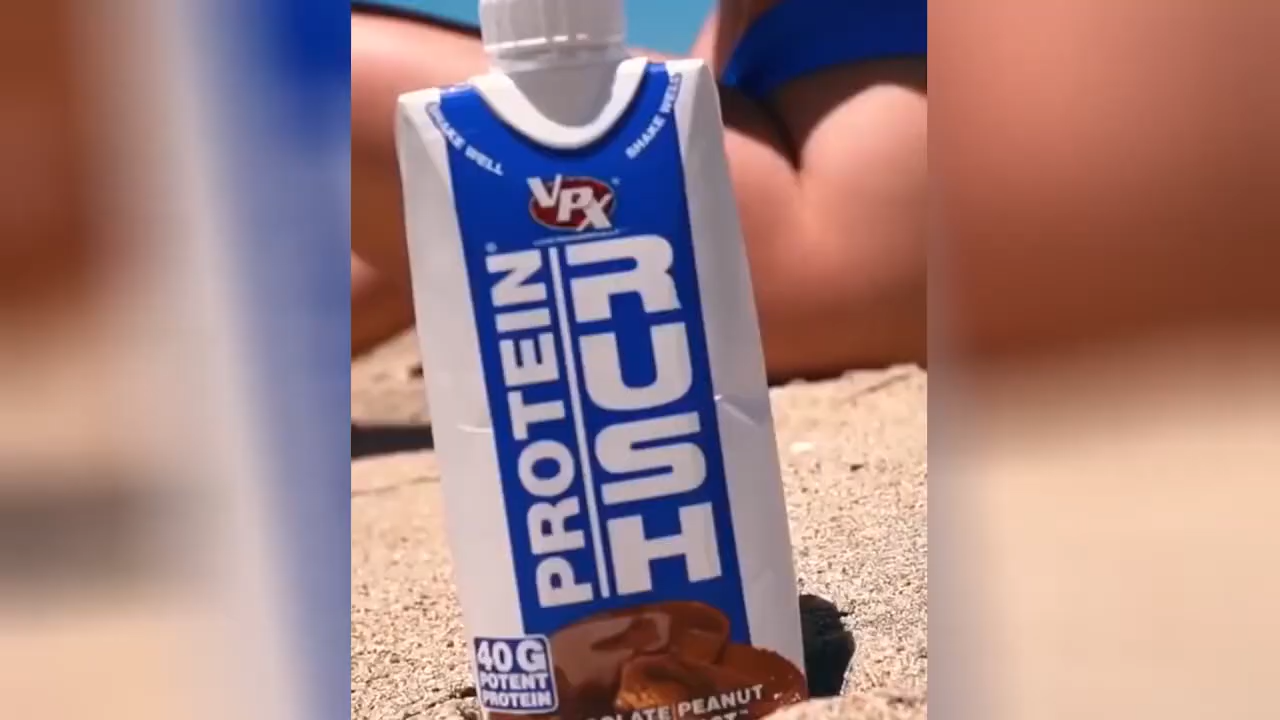 SHAKE WELL
SHAKE WELL
VPX
PROTEIN
RUSH
40G
POTENT
PROTEIN
PEANUT